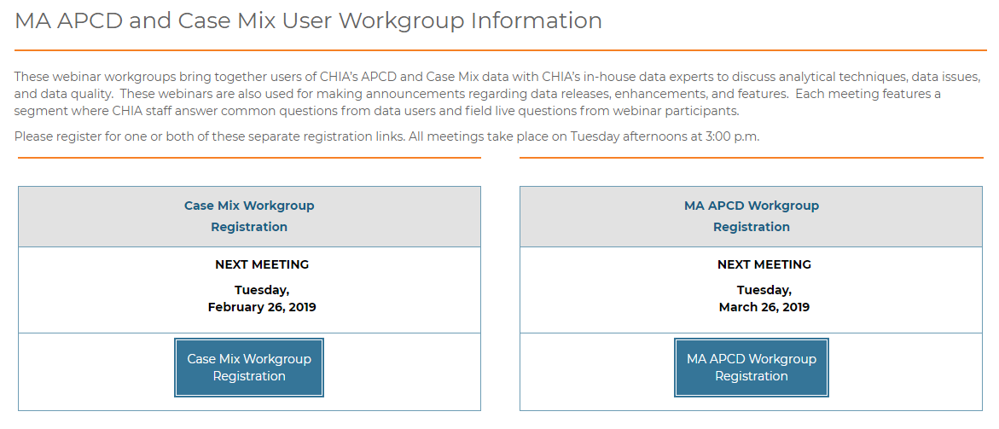 MA APCD and Case Mix User Workgroup Information
These webinar workgroups bring together users of CHIA's APCD and Case Mix data with CHIA's in-house data experts to discuss analytical techniques, data issues,
and data quality.  These webinars are also used for making announcements regarding data releases, enhancements, and features.  Each meeting features a
segment where CHIA staff answer common questions from data users and field live questions from webinar participants.
Please register for one or both of these separate registration links. All meetings take place on Tuesday afternoons at 3:00 p.m.
Case Mix Workgroup
Registration
NEXT MEETING
Tuesday,
February 26, 2019
Case Mix Workgroup
Registration
MA APCD Workgroup
Registration
NEXT MEETING
Tuesday,
March 26, 2019
MA APCD Workgroup
Registration